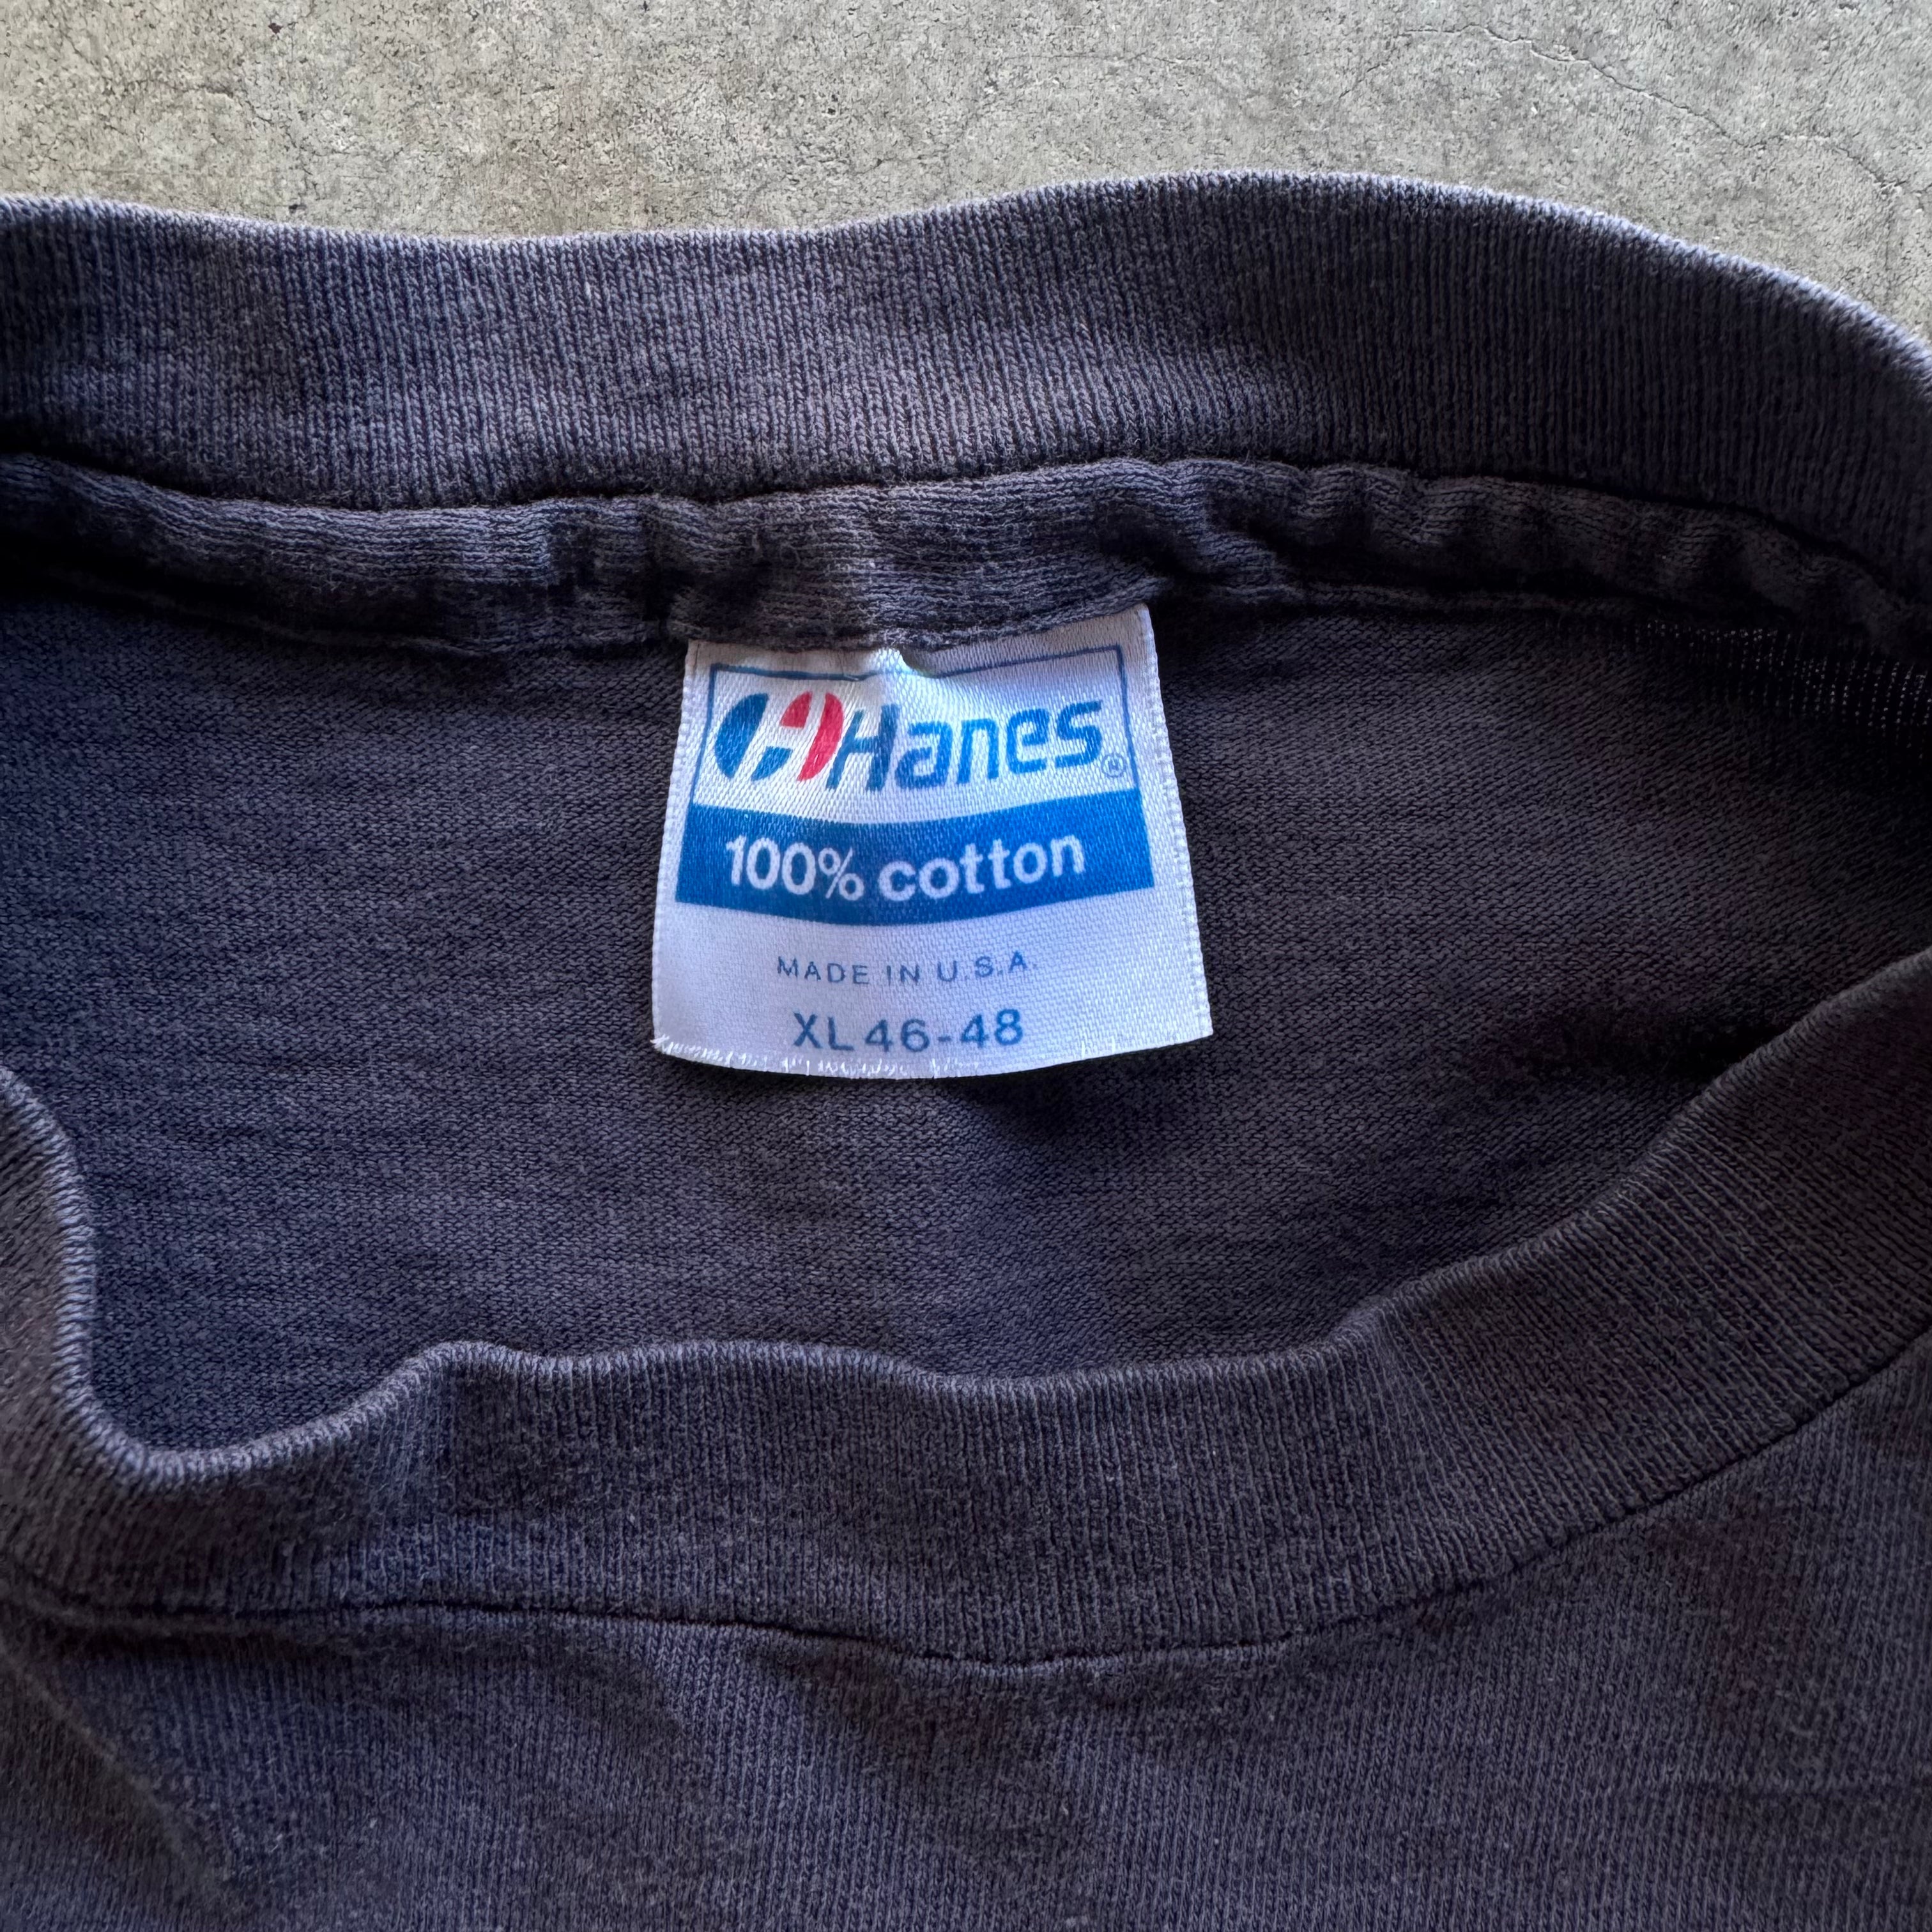 Hanes®
100% cotton
MADE IN U.S.A.
XL 46-48